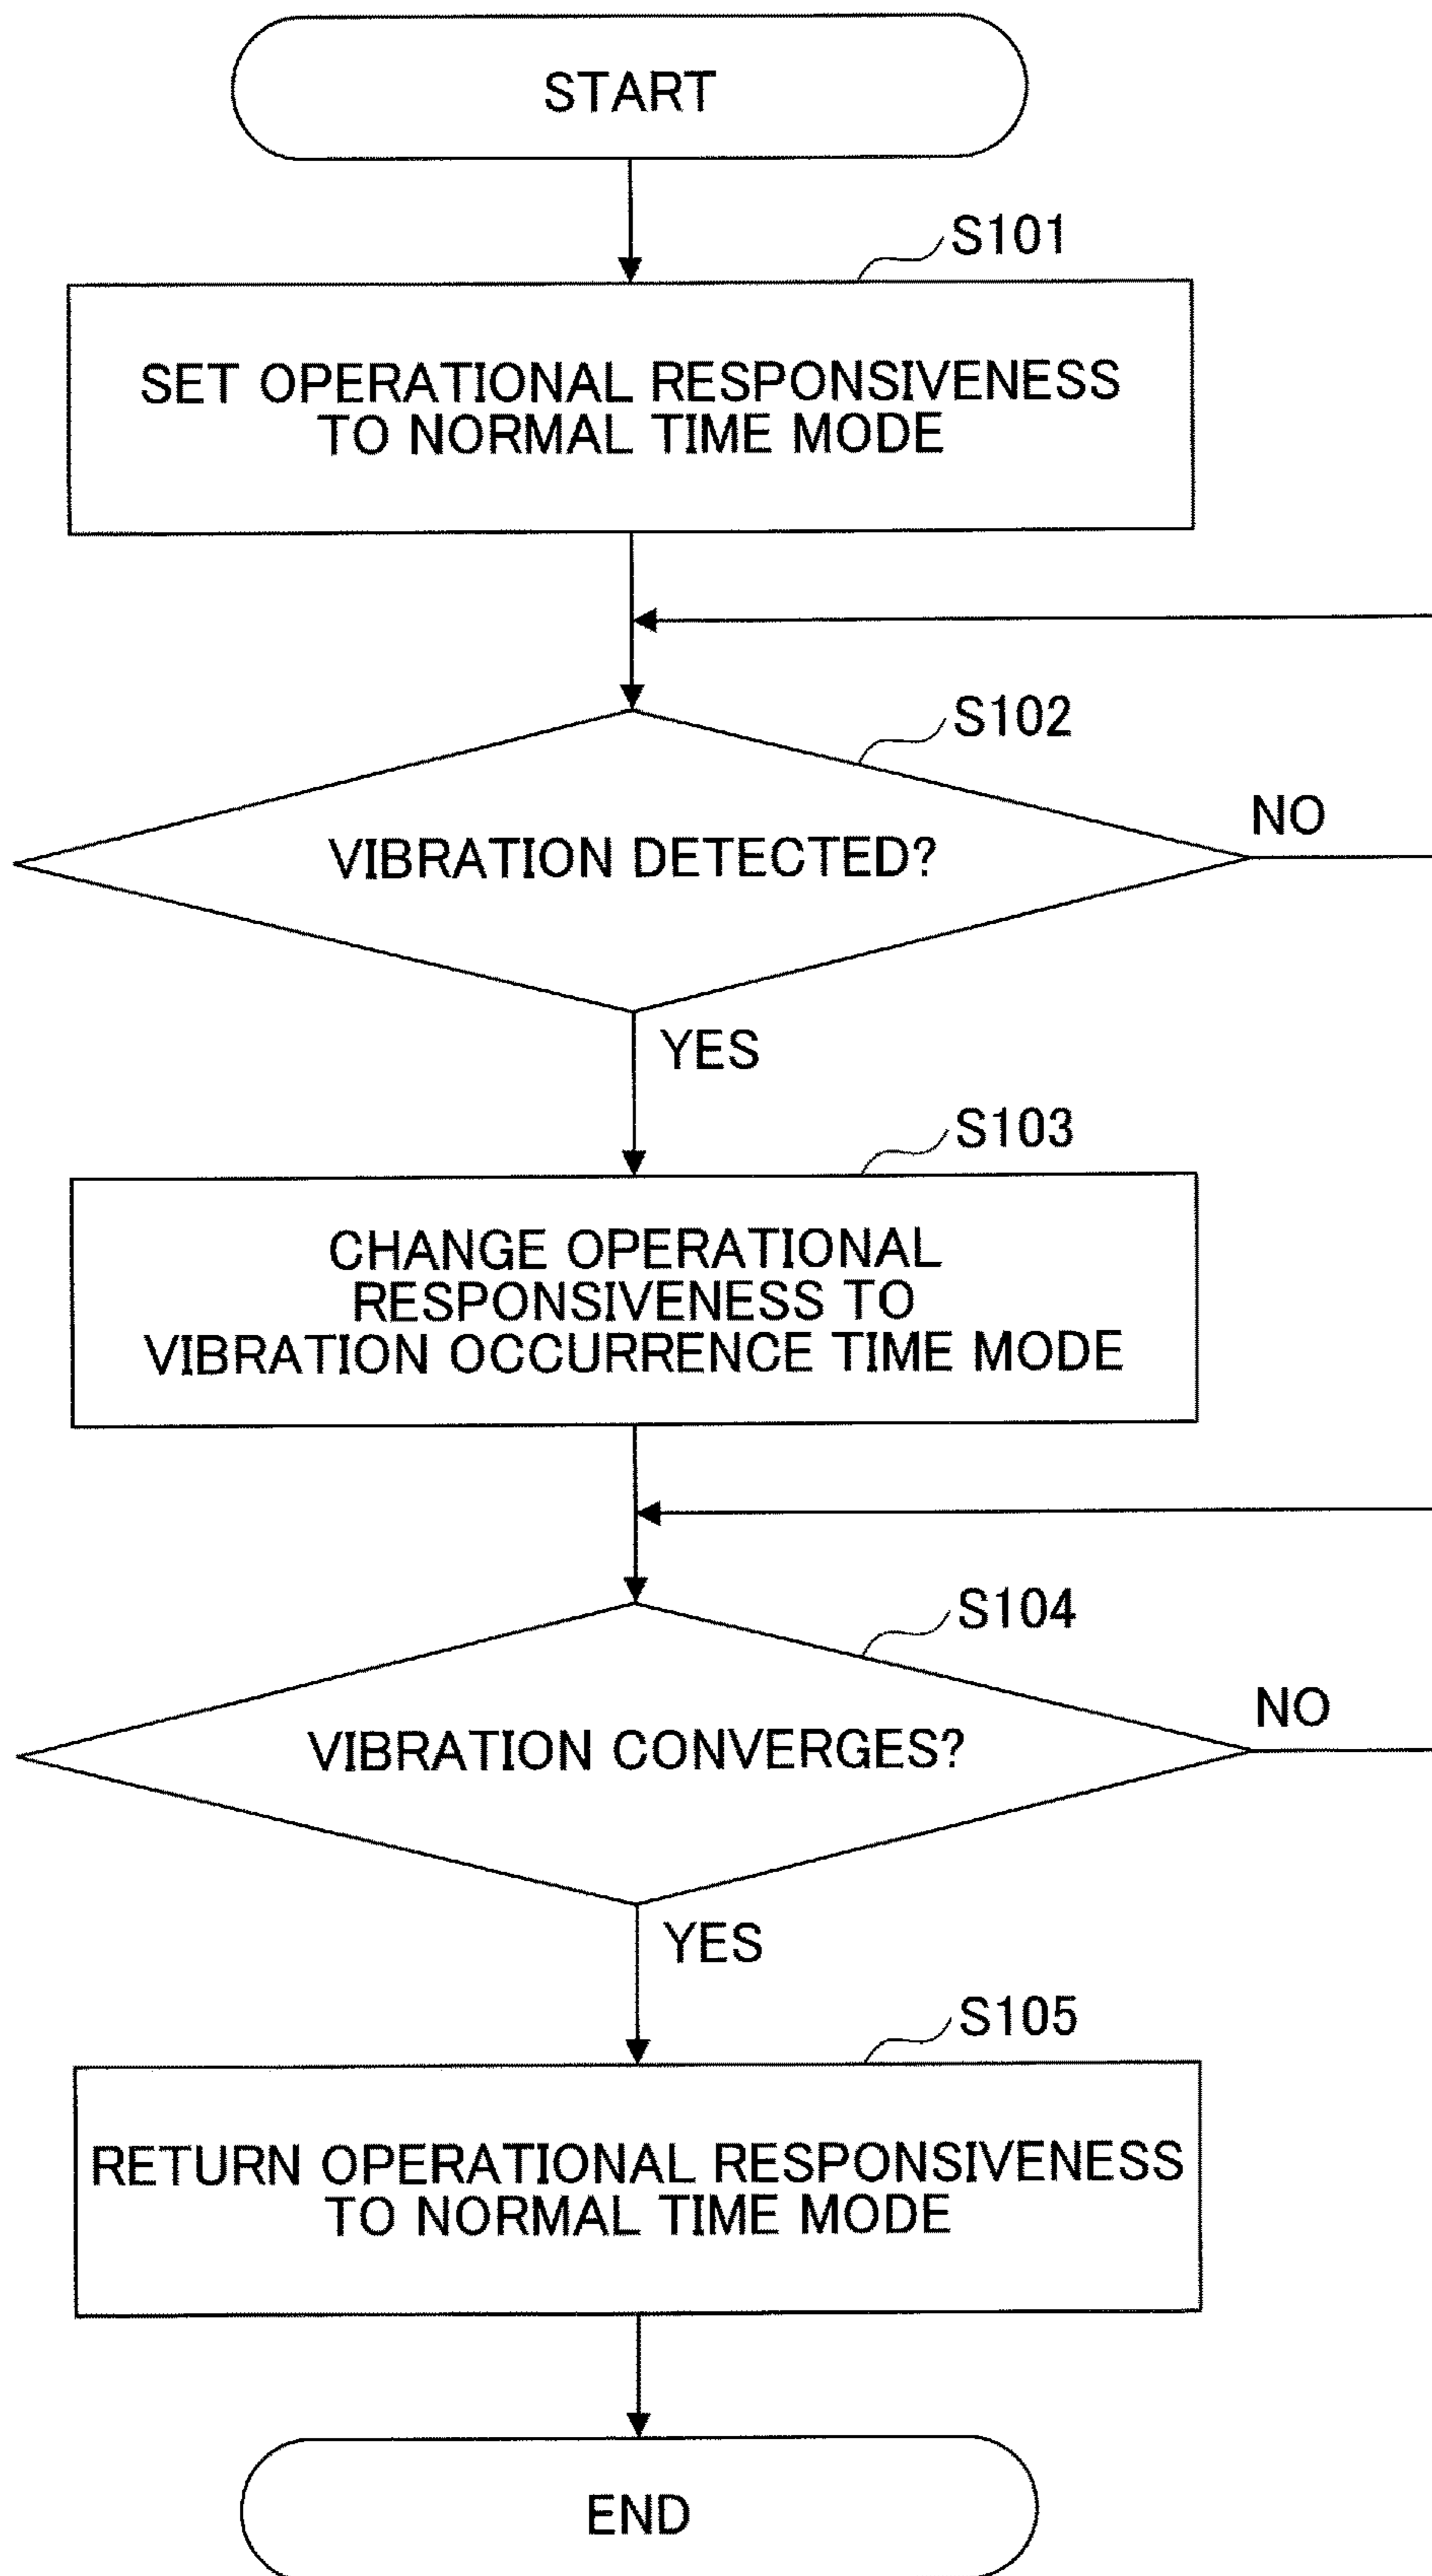 START
S101
SET OPERATIONAL RESPONSIVENESS
TO NORMAL TIME MODE
S102
VIBRATION DETECTED?
NO
YES
S103
CHANGE OPERATIONAL
RESPONSIVENESS TO
VIBRATION OCCURRENCE TIME MODE
S104
VIBRATION CONVERGES?
NO
YES
S105
RETURN OPERATIONAL RESPONSIVENESS
TO NORMAL TIME MODE
END